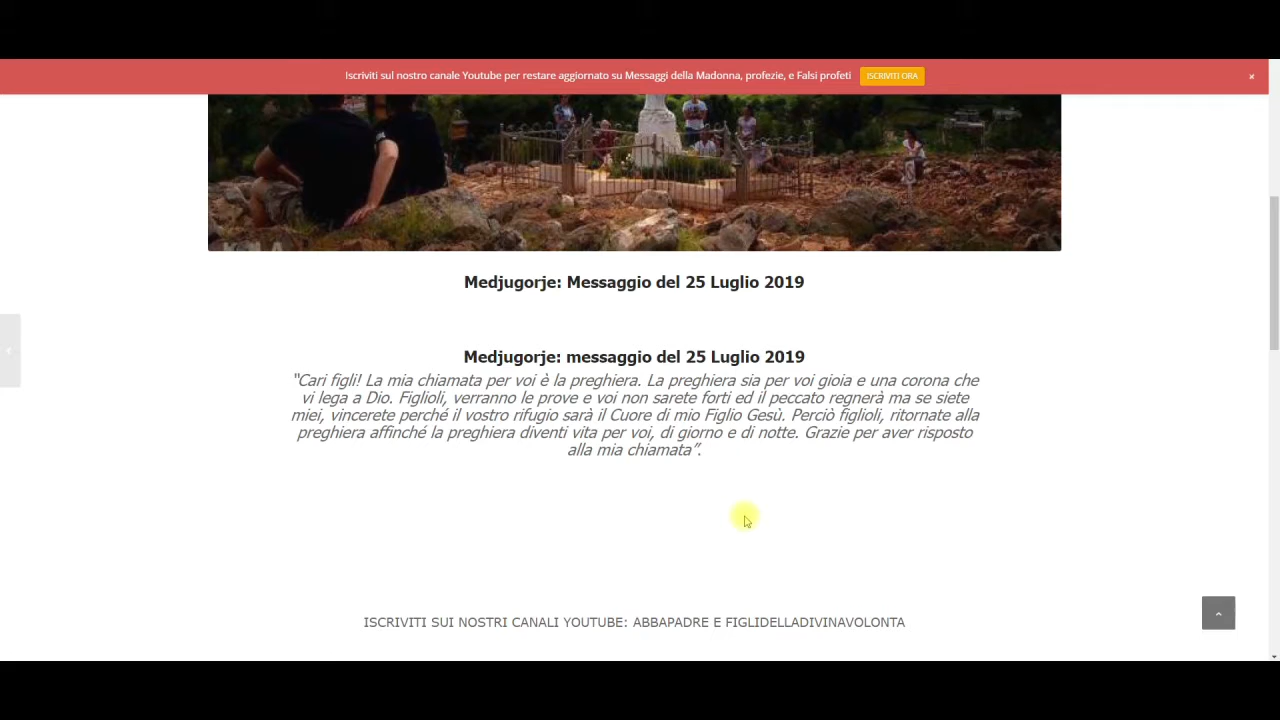 Iscriviti sul nostro canale Youtube per restare aggiornato su Messaggi della Madonna, profezie, e Falsi profeti
ISCRIVITI ORA
Medjugorje: Messaggio del 25 Luglio 2019
Medjugorje: messaggio del 25 Luglio 2019
"Cari figli! La mia chiamata per voi è la preghiera. La preghiera sia per voi gioia e una corona che
vi lega a Dio. Figlioli, verranno le prove e voi non sarete forti ed il peccato regnerà ma se siete
miei, vincerete perché il vostro rifugio sarà il Cuore di mio Figlio Gesù. Perciò figlioli, ritornate alla
preghiera affinché la preghiera diventi vita per voi, di giorno e di notte. Grazie per aver risposto
alla mia chiamata”.
ISCRIVITI SUI NOSTRI CANALI YOUTUBE: ABBAPADRE E FIGLIDELLADIVINAVOLONTA